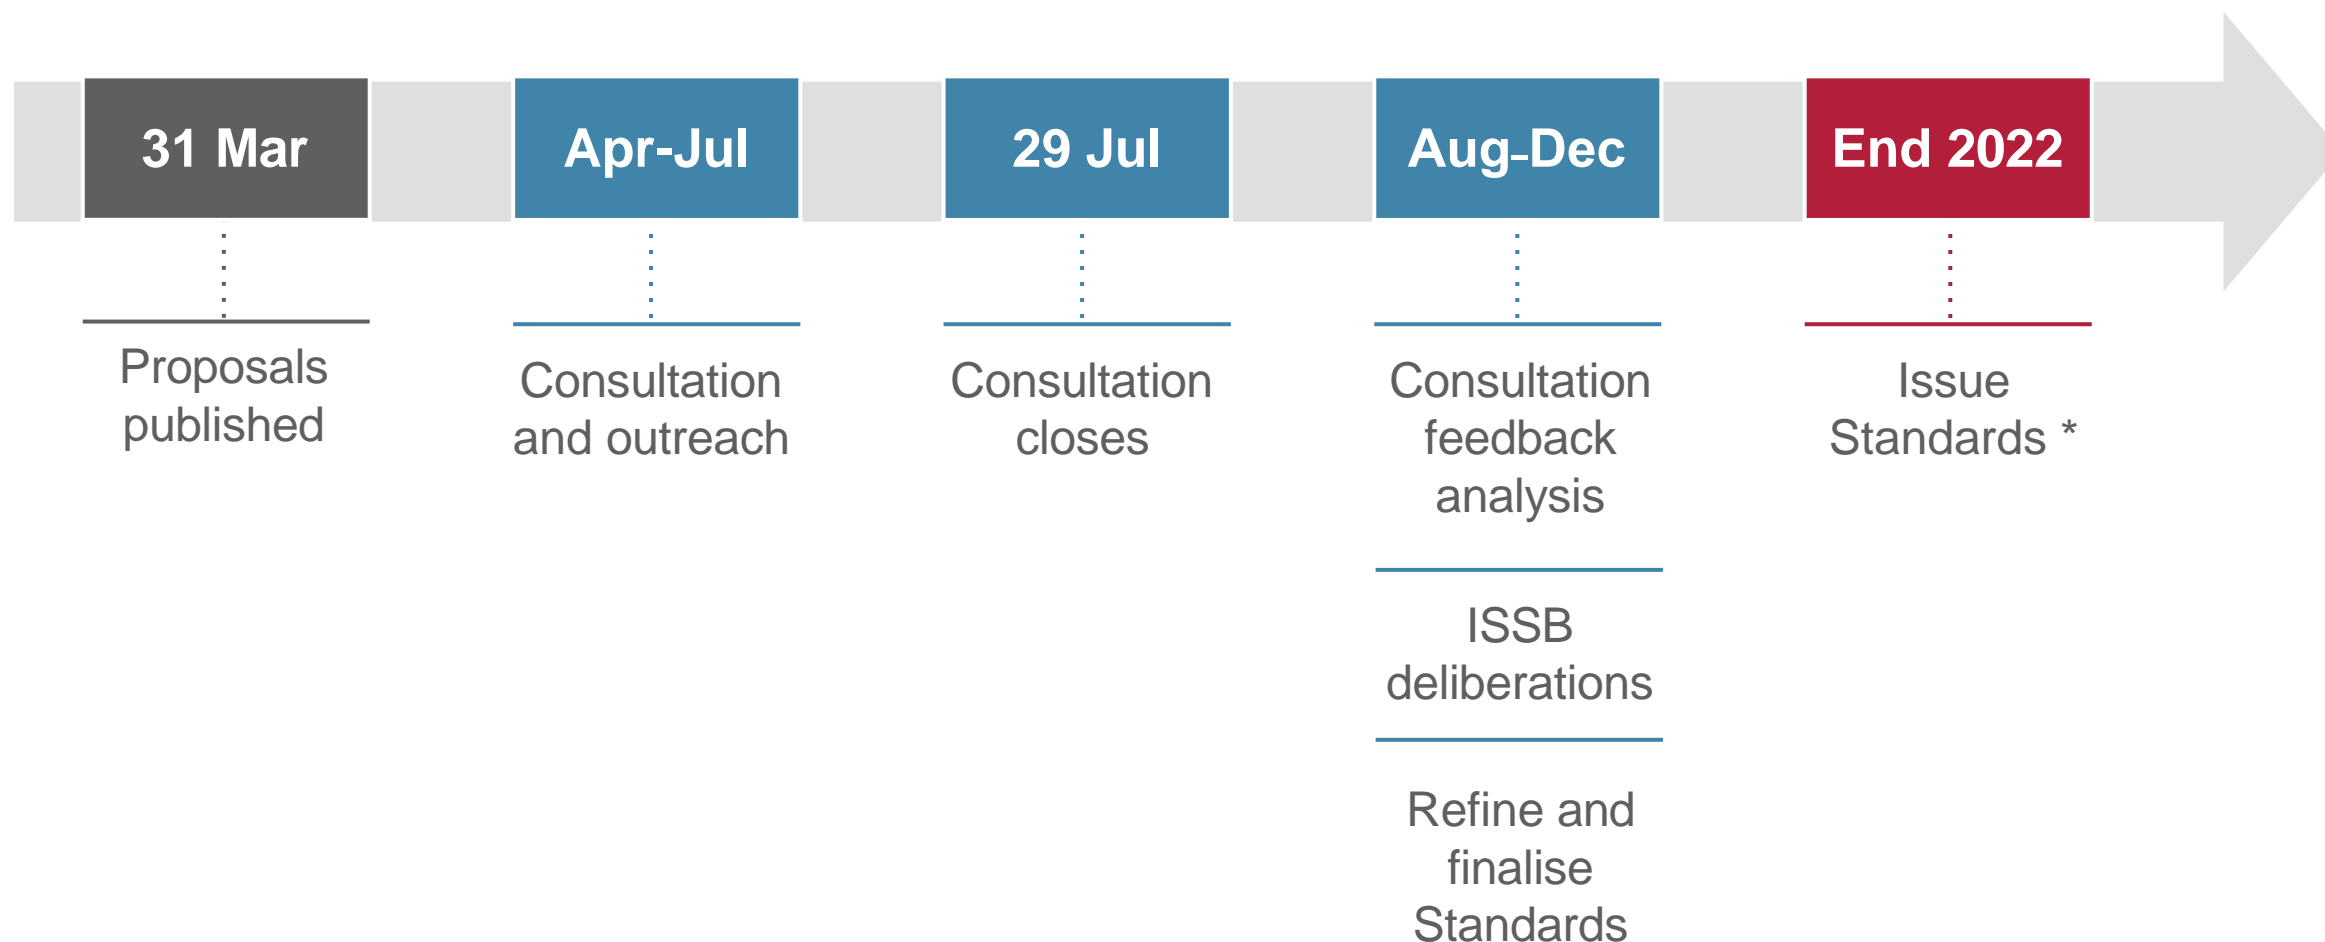 31 Mar
Apr-Jul
29 Jul
Aug-Dec
End 2022
Proposals
published
Consultation
and outreach
Consultation
closes
Consultation
feedback
analysis
ISSB
deliberations
Refine and
finalise
Standards
Issue
Standards *